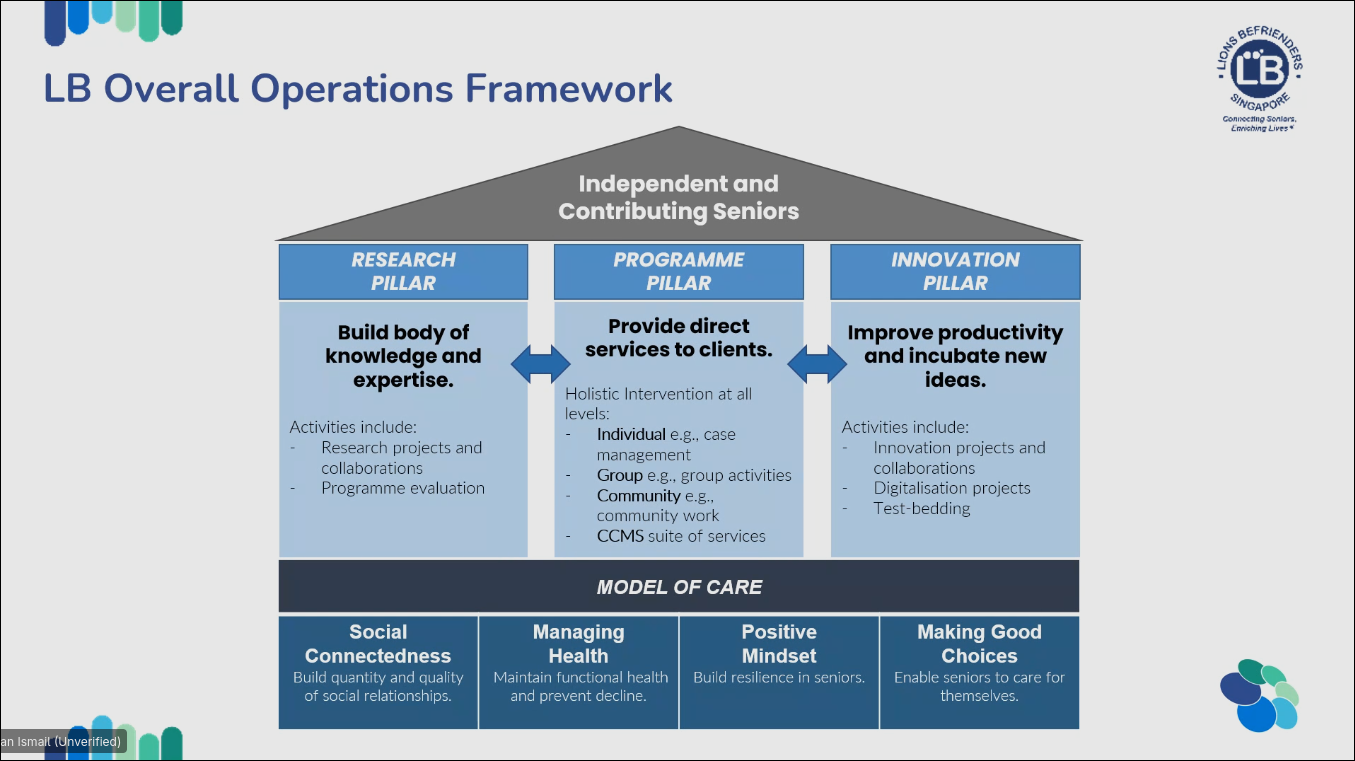 LB Overall Operations Framework
LIONS BEFRIENDERS
LB
SINGAPORE
Connecting Seniors,
Enriching Lives
Independent and
Contributing Seniors
RESEARCH
PILLAR
Build body of
knowledge and
expertise.
Activities include:
- Research projects and
collaborations
- Programme evaluation
PROGRAMME
PILLAR
Provide direct
services to clients.
Holistic Intervention at all
levels:
- Individual e.g., case
management
- Group e.g., group activities
- Community e.g.,
community work
- CCMS suite of services
INNOVATION
PILLAR
Improve productivity
and incubate new
ideas.
Activities include:
- Innovation projects and
collaborations
- Digitalisation projects
- Test-bedding
MODEL OF CARE
Social
Connectedness
Build quantity and quality
of social relationships.
Managing
Health
Maintain functional health
and prevent decline.
Positive
Mindset
Build resilience in seniors.
Making Good
Choices
Enable seniors to care for
themselves.
an Ismail (Unverified)